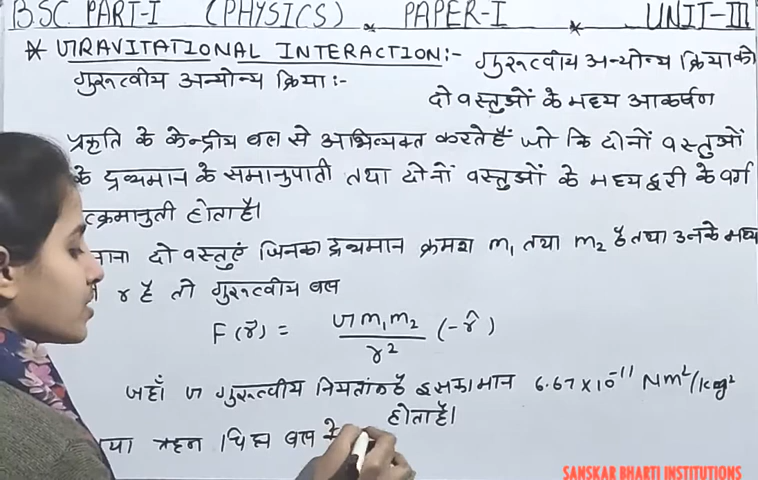 BSC PART-I (PHYSICS) PAPER-I * UNIT-III
* GRAVITATIONAL INTERACTION:- गुरूत्वीय अन्योन्य क्रिया को
गुरूत्वीय अन्योन्य क्रिया:- दो वस्तुओं के मध्य आकर्षण
प्रकृति के केन्द्रीय बल से अभिव्यक्त करते हैं जो कि दोनों वस्तुओं
के द्रव्यमान के समानुपाती तथा दोनों वस्तुओं के मध्य दूरी के वर्ग
त्क्रमानुती होता है।
माना दो वस्तुएं जिनका द्रव्यमान क्रमश m₁ तथा m₂ है तथा उनके मध्य
r है तो गुरूत्वीय बल
F(r⃗) = G m₁m₂ / r² (-r̂)
जहाँ G गुरूत्वीय नियतांक है इसका मान 6.67×10⁻¹¹ Nm²/kg²
होता है।
चिह्न बल के
SANSKAR BHARTI INSTITUTIONS